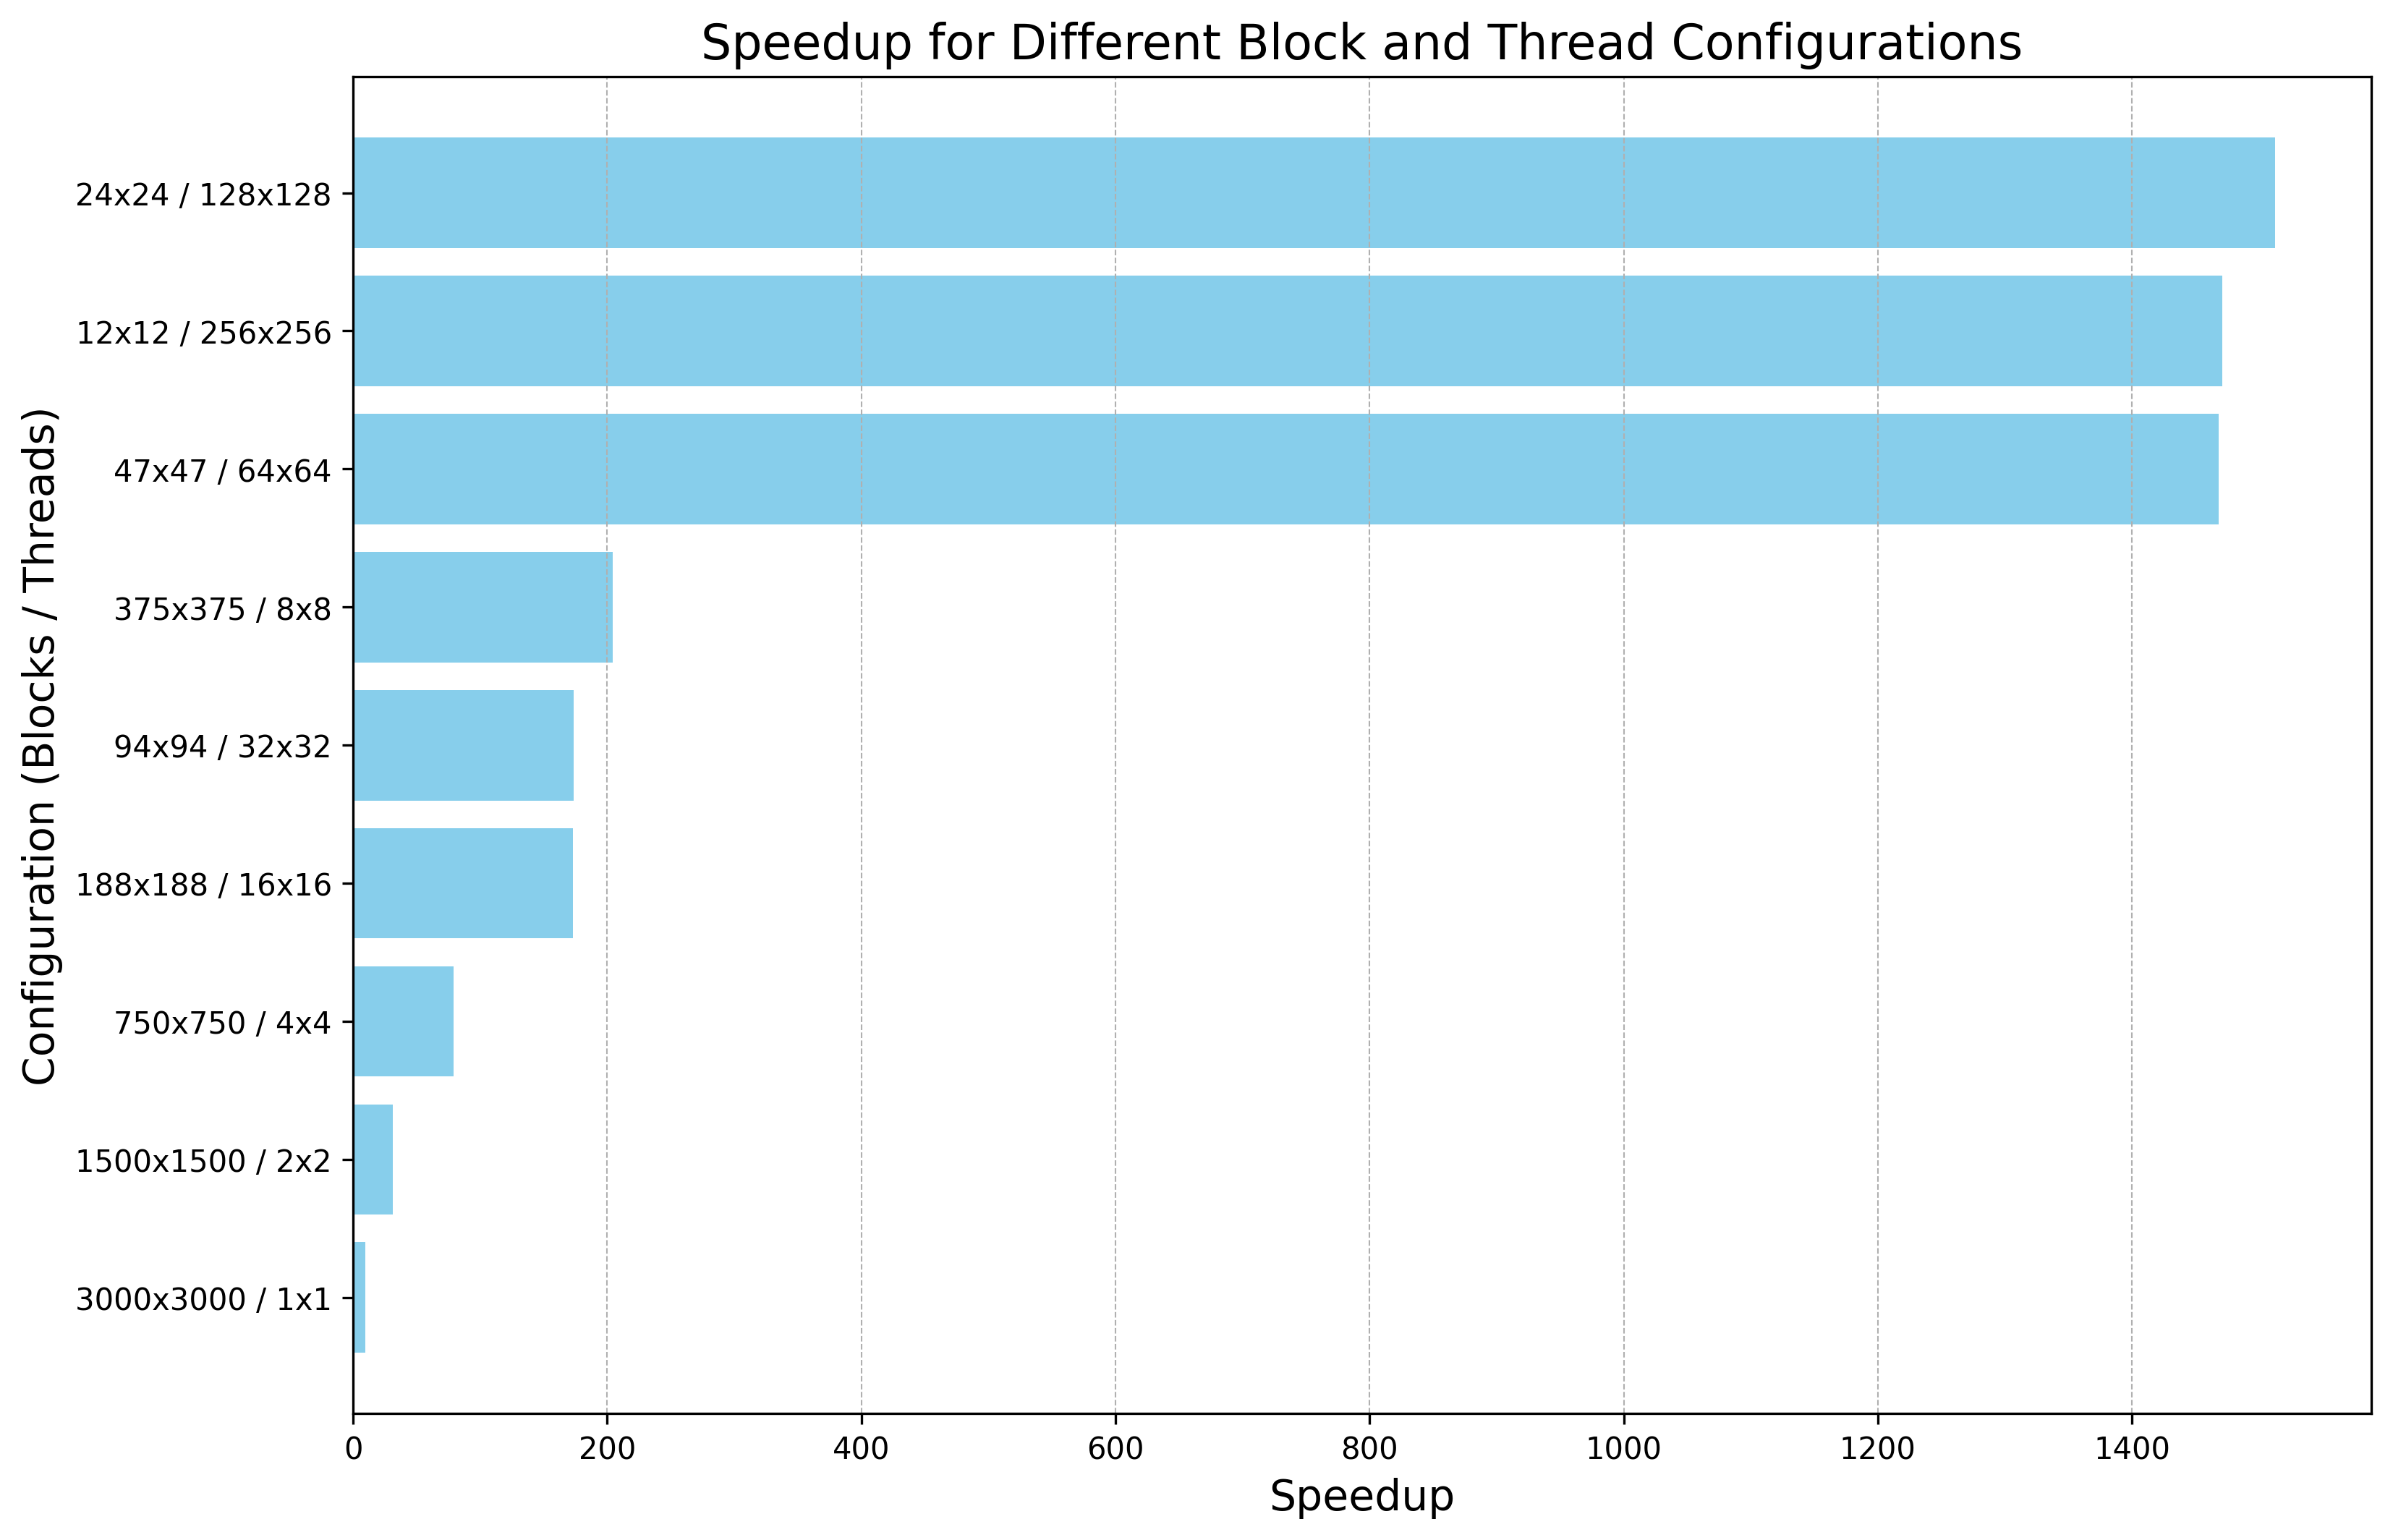 Speedup for Different Block and Thread Configurations
Configuration (Blocks / Threads)
24x24 / 128x128
12x12 / 256x256
47x47 / 64x64
375x375 / 8x8
94x94 / 32x32
188x188 / 16x16
750x750 / 4x4
1500x1500 / 2x2
3000x3000 / 1x1
0 200 400 600 800 1000 1200 1400
Speedup